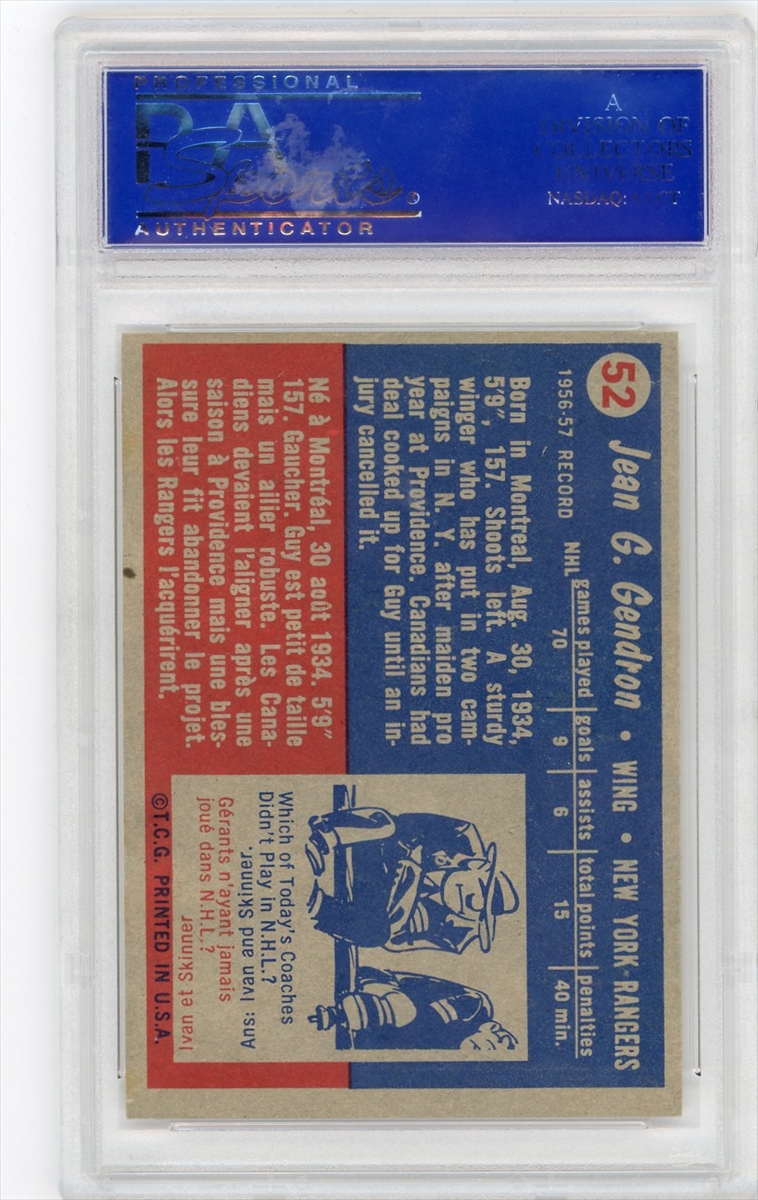 PROFESSIONAL
PSA
AUTHENTICATOR
®
A
DIVISION OF
COLLECTORS
UNIVERSE
NASDAQ:
52 Jean G. Gendron • WING • NEW YORK-RANGERS
1956-57 RECORD
games played goals assists total points penalties
NHL 70 9 6 15 40 min.
Born in Montreal, Aug. 30, 1934,
5'9", 157. Shoots left. A sturdy
winger who has put in two cam-
paigns in N. Y. after maiden pro
year at Providence. Canadians had
deal cooked up for Guy until an in-
jury cancelled it.
Né à Montréal, 30 août 1934. 5'9"
157. Gaucher. Guy est petit de taille
mais un ailier robuste. Les Cana-
diens devaient l'aligner après une
saison à Providence mais une bles-
sure leur fit abandonner le projet.
Alors les Rangers l'acquérirent.
Which of Today's Coaches
Didn't Play in N.H.L.?
Ans: Ivan and Skinner.
Gérants n'ayant jamais
joué dans N.H.L.?
Ivan et Skinner
©T.C.G. PRINTED IN U.S.A.